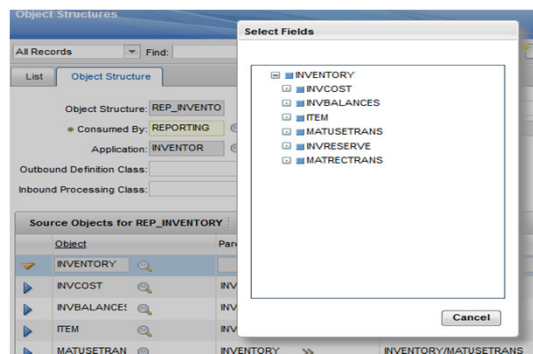 Object Structures
Select Fields
All Records
Find:
List
Object Structure
INVENTORY
INVCOST
INVBALANCES
ITEM
MATUSETRANS
INVRESERVE
MATRECTRANS
Object Structure: REP_INVENTO
Consumed By: REPORTING
Application: INVENTOR
Outbound Definition Class:
Inbound Processing Class:
Cancel
Source Objects for REP_INVENTORY
Object
INVENTORY
INVCOST INV
INVBALANCES INV
ITEM INV
MATUSETRAN INVENTORY INVENTORY/MATUSETRANS